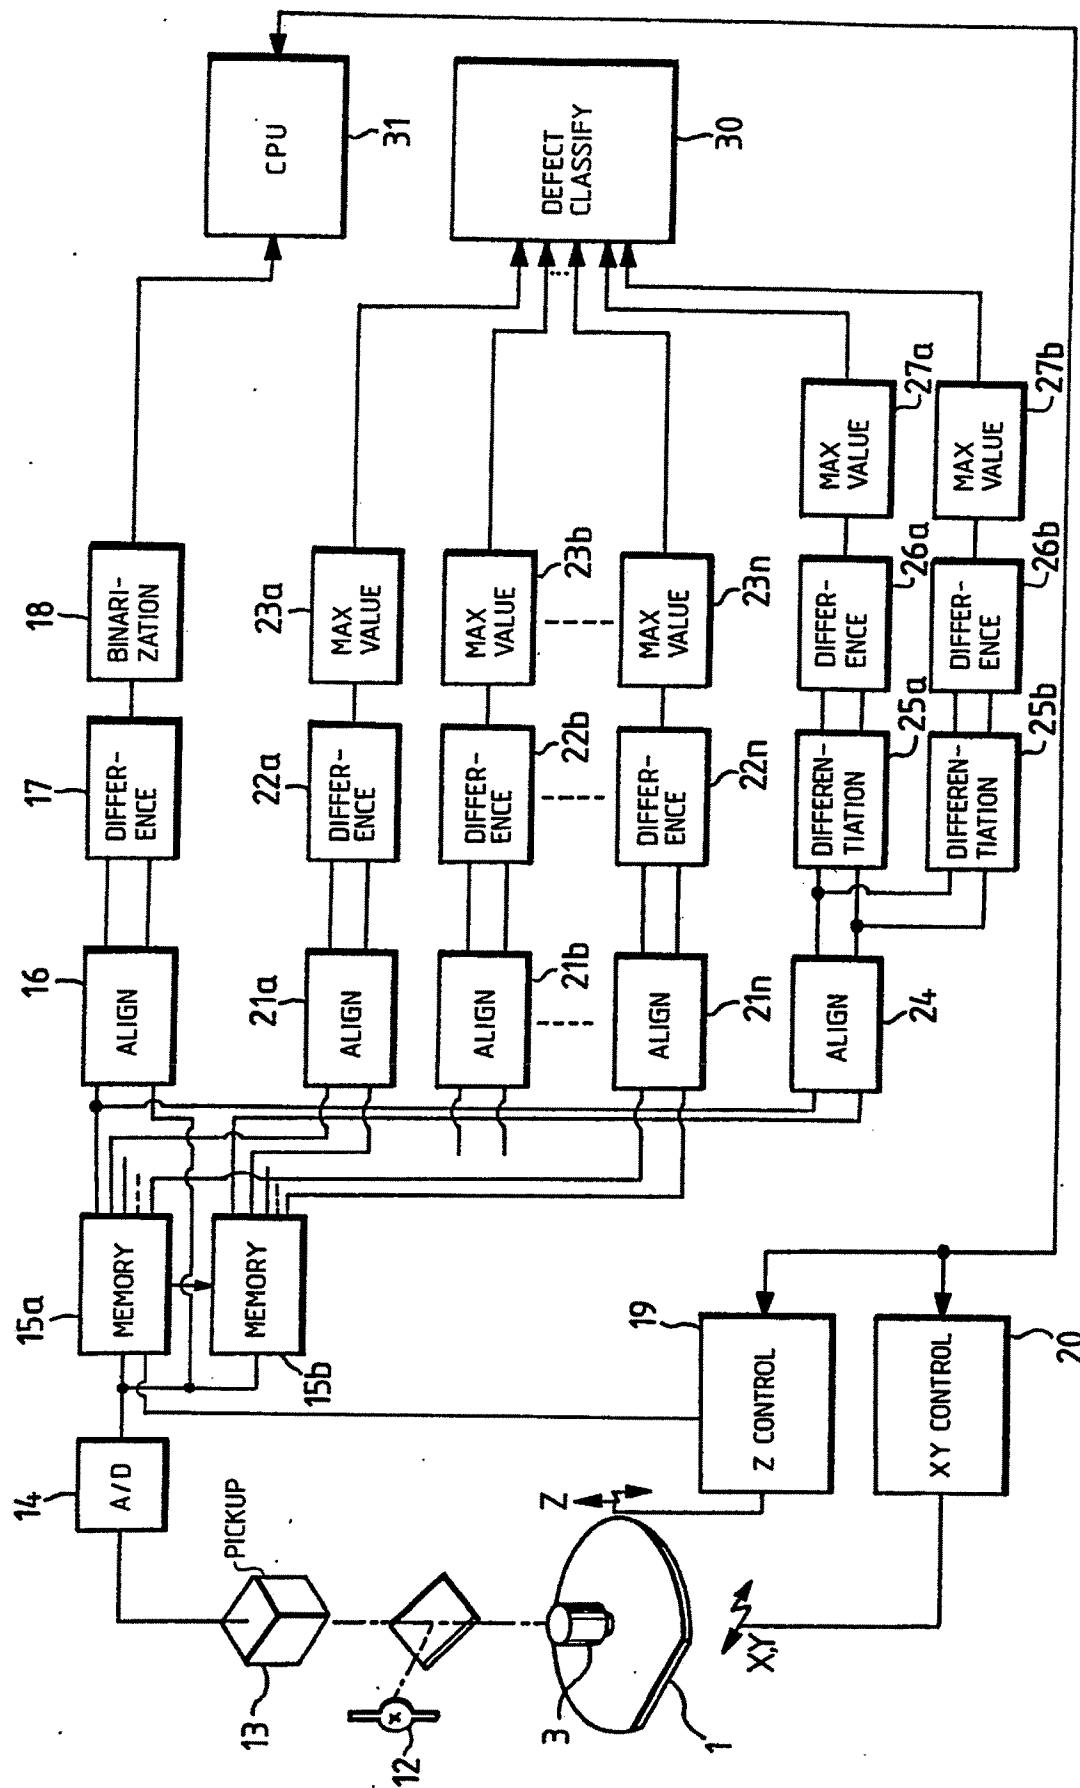 14
A/D
13
PICKUP
12
3
1
X,Y
Z
15a
MEMORY
MEMORY
15b
19
Z CONTROL
XY CONTROL
20
16
ALIGN
17
DIFFER-
ENCE
18
BINARI-
ZATION
CPU
31
21a
ALIGN
22a
DIFFER-
ENCE
23a
MAX
VALUE
ALIGN
21b
DIFFER-
ENCE
22b
MAX
VALUE
23b
ALIGN
21n
DIFFER-
ENCE
22n
MAX
VALUE
23n
DEFECT
CLASSIFY
30
ALIGN
24
DIFFEREN-
TIATION
25a
DIFFER-
ENCE
26a
MAX
VALUE
27a
DIFFEREN-
TIATION
25b
DIFFER-
ENCE
26b
MAX
VALUE
27b